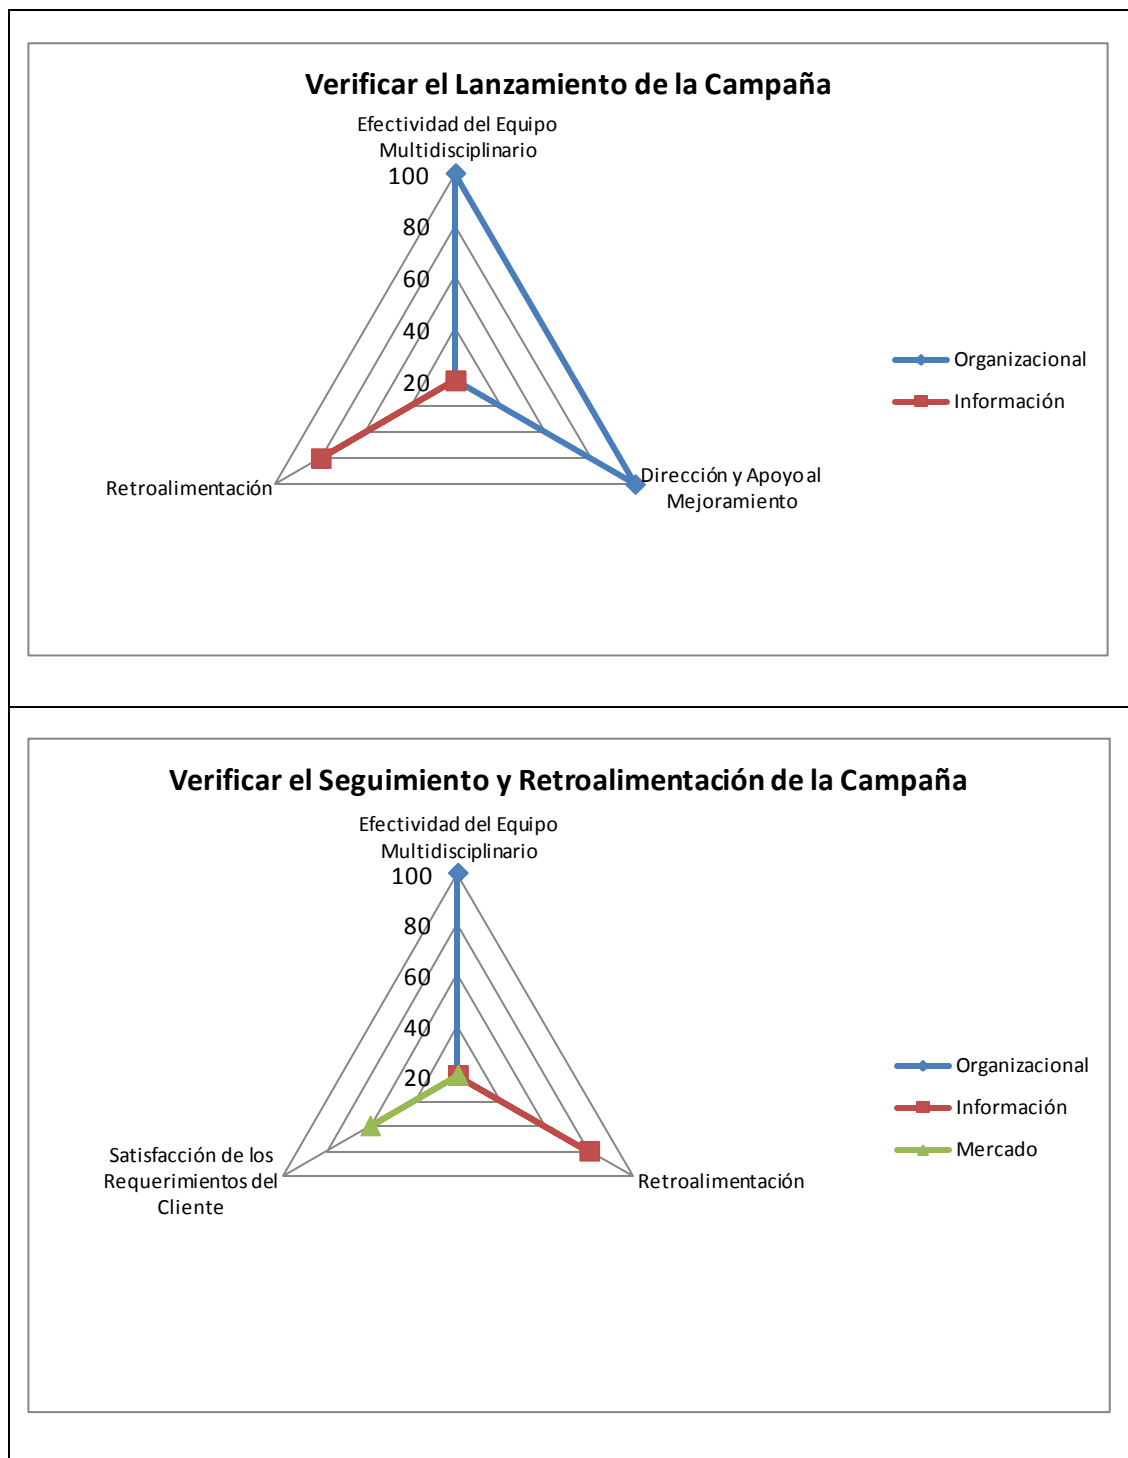 Verificar el Lanzamiento de la Campaña
Efectividad del Equipo
Multidisciplinario
100
80
60
40
20
Retroalimentación
Dirección y Apoyo al
Mejoramiento
Organizacional
Información
Verificar el Seguimiento y Retroalimentación de la Campaña
Efectividad del Equipo
Multidisciplinario
100
80
60
40
20
Satisfacción de los
Requerimientos del
Cliente
Retroalimentación
Organizacional
Información
Mercado